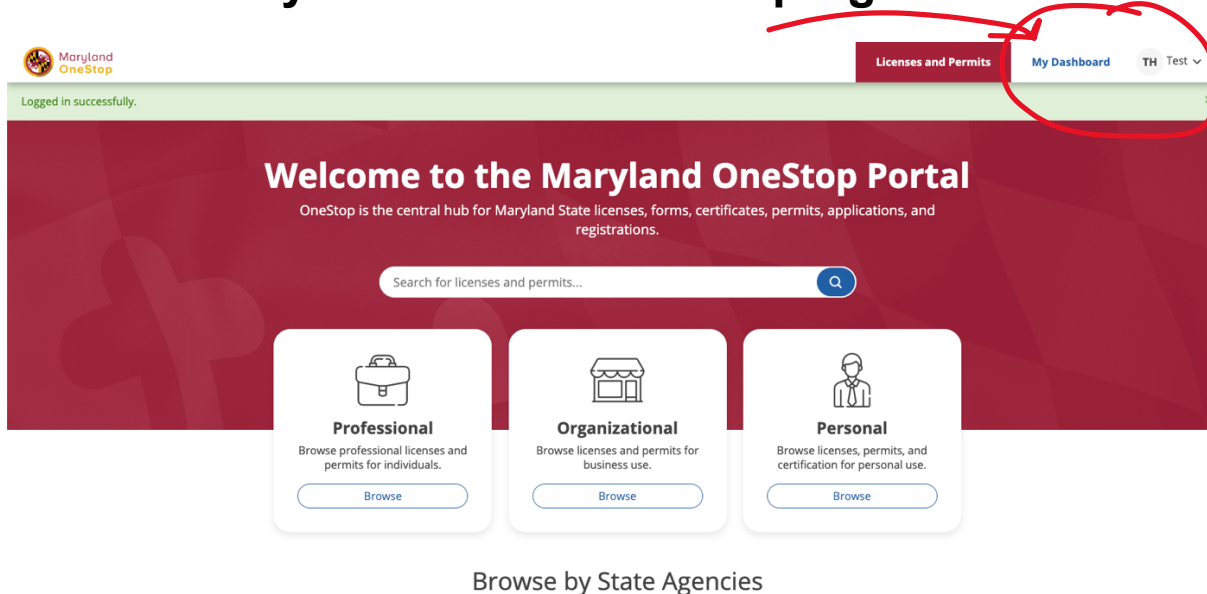 Maryland
OneStop
Licenses and Permits
My Dashboard
TH Test
Logged in successfully.
Welcome to the Maryland OneStop Portal
OneStop is the central hub for Maryland State licenses, forms, certificates, permits, applications, and
registrations.
Search for licenses and permits...
Professional
Browse professional licenses and
permits for individuals.
Browse
Organizational
Browse licenses and permits for
business use.
Browse
Personal
Browse licenses, permits, and
certification for personal use.
Browse
Browse by State Agencies